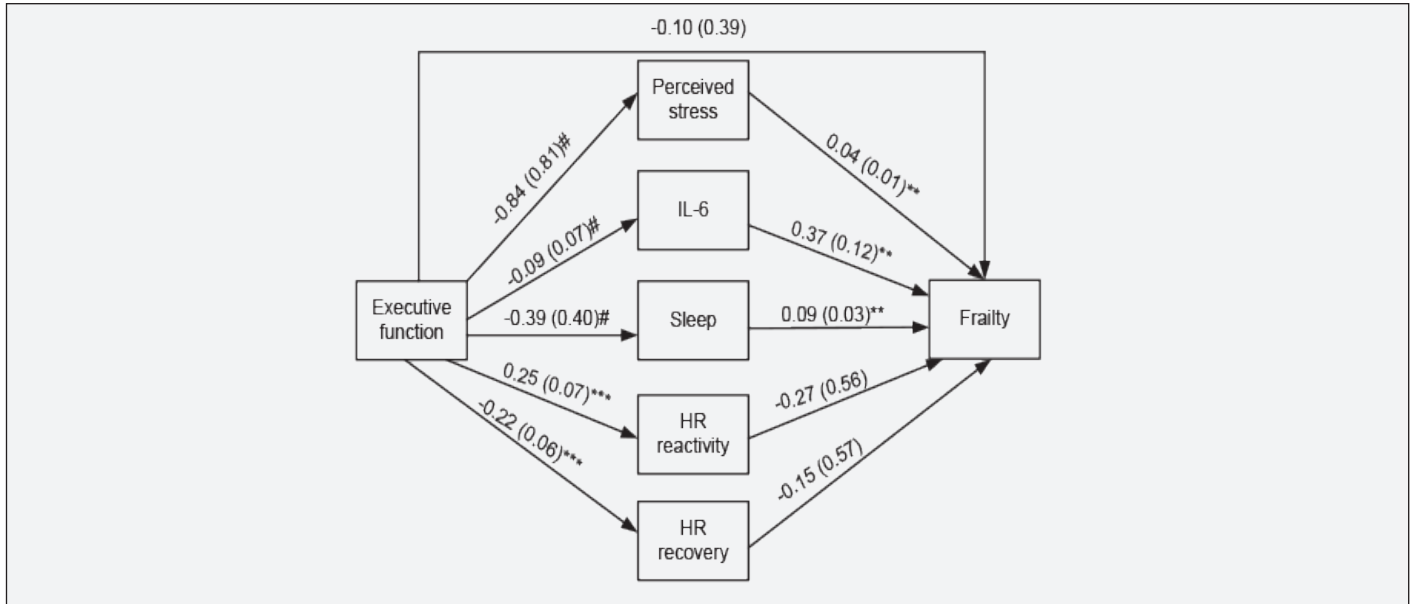 -0.10 (0.39)
Perceived
stress
-0.84 (0.81)#
0.04 (0.01)**
IL-6
-0.09 (0.07)#
0.37 (0.12)**
Executive
function
-0.39 (0.40)#
Sleep
0.09 (0.03)**
Frailty
0.25 (0.07)***
HR
reactivity
-0.27 (0.56)
-0.22 (0.06)***
HR
recovery
-0.15 (0.57)